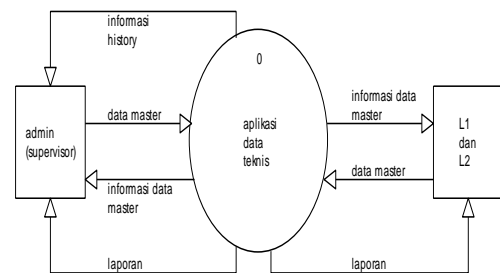 informasi
history
0
admin
(supervisor)
data master
informasi data
master
aplikasi
data
teknis
informasi data
master
data master
L1
dan
L2
laporan
laporan